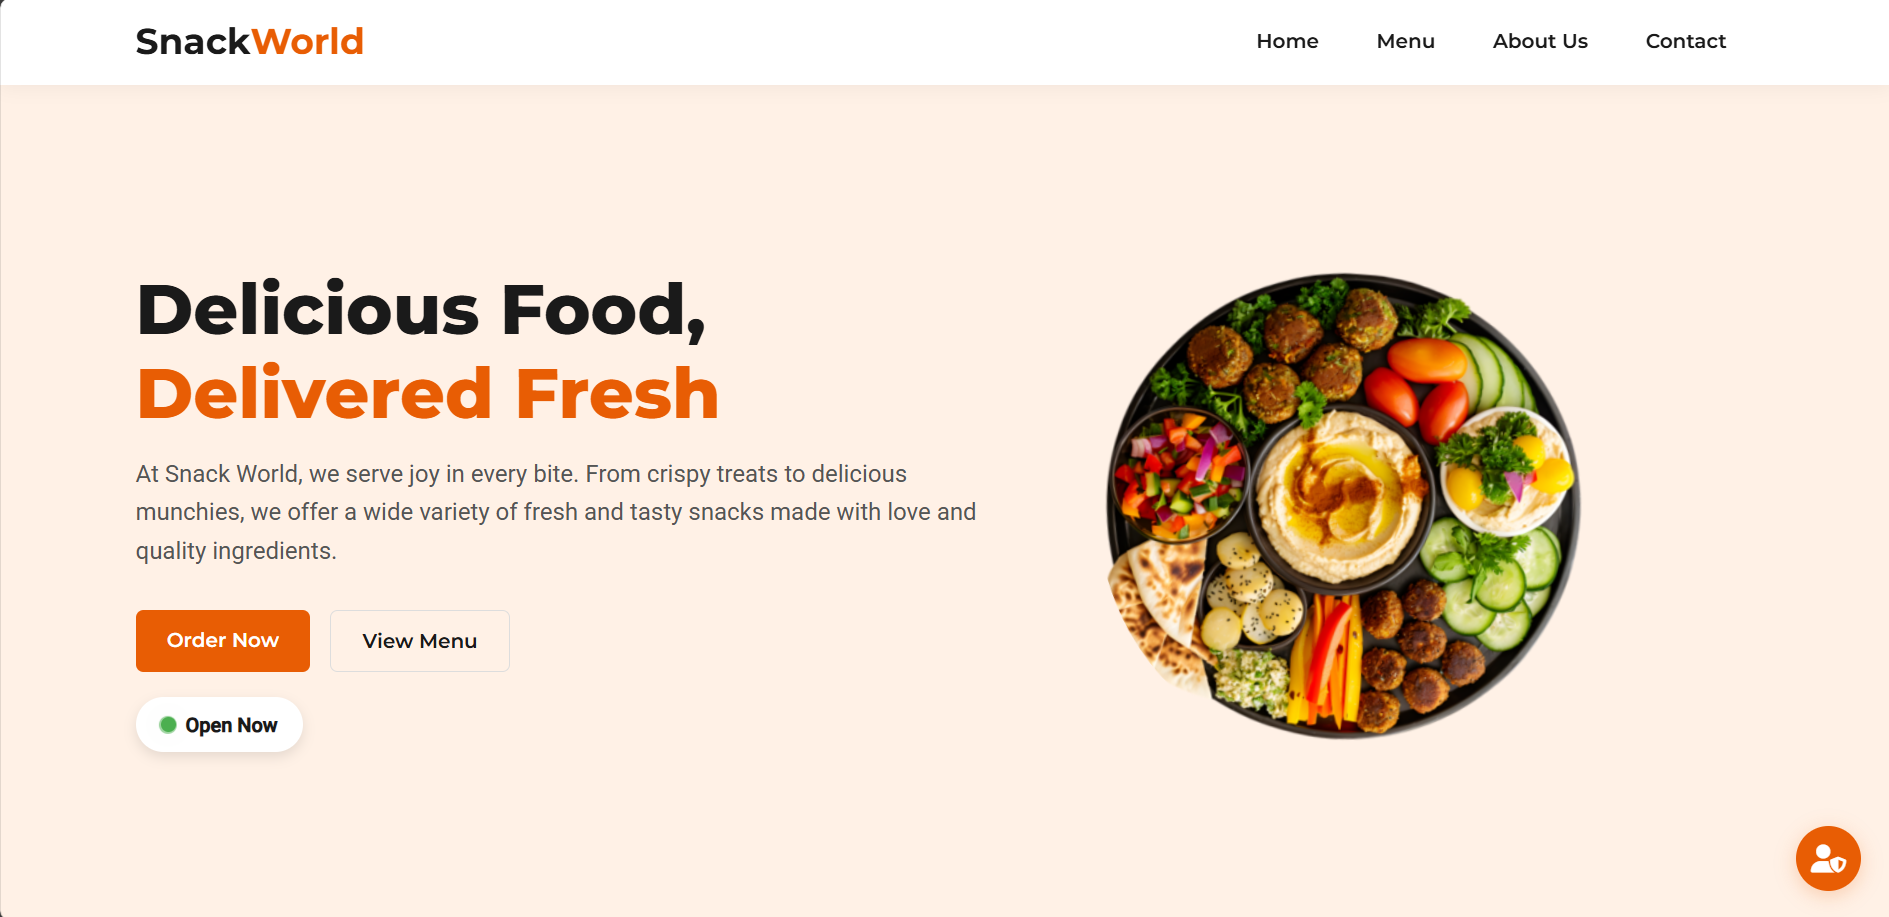 SnackWorld
Home Menu About Us Contact
Delicious Food,
Delivered Fresh
At Snack World, we serve joy in every bite. From crispy treats to delicious
munchies, we offer a wide variety of fresh and tasty snacks made with love and
quality ingredients.
Order Now View Menu
Open Now